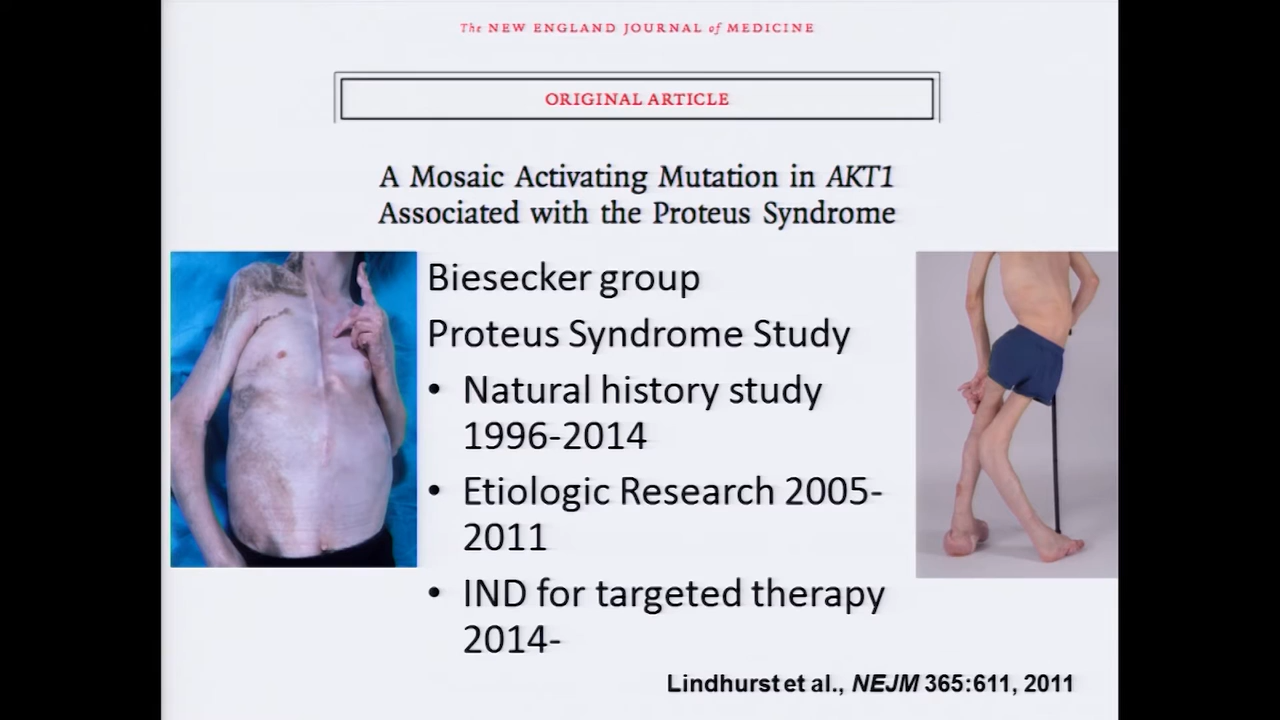 The NEW ENGLAND JOURNAL of MEDICINE
ORIGINAL ARTICLE
A Mosaic Activating Mutation in AKT1
Associated with the Proteus Syndrome
Biesecker group
Proteus Syndrome Study
• Natural history study
1996-2014
• Etiologic Research 2005-
2011
• IND for targeted therapy
2014-
Lindhurst et al., NEJM 365:611, 2011